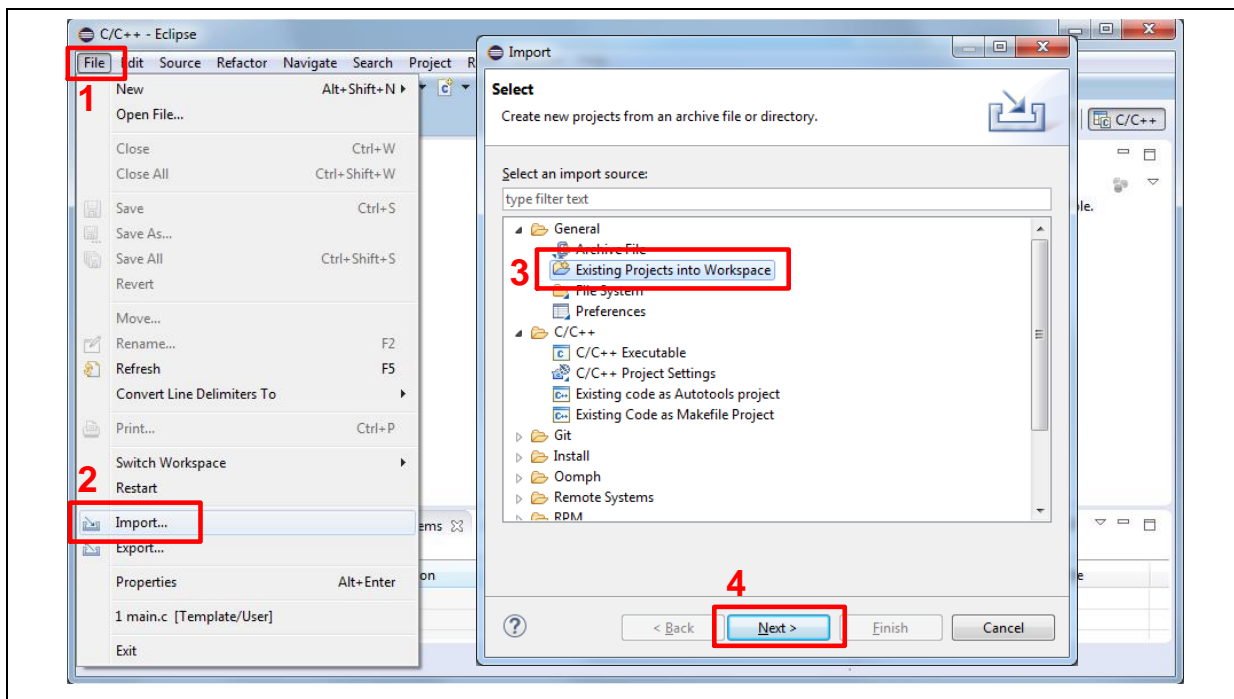 C/C++ - Eclipse
File Edit Source Refactor Navigate Search Project R
1
New Alt+Shift+N
Open File...
Close Ctrl+W
Close All Ctrl+Shift+W
Save Ctrl+S
Save As...
Save All Ctrl+Shift+S
Revert
Move...
Rename... F2
Refresh F5
Convert Line Delimiters To
Print... Ctrl+P
Switch Workspace
2
Restart
Import...
Export...
Properties Alt+Enter
1 main.c [Template/User]
Exit
ems
on
Import
Select
Create new projects from an archive file or directory.
Select an import source:
type filter text
General
Archive File
3
Existing Projects into Workspace
File System
Preferences
C/C++
C/C++ Executable
C/C++ Project Settings
Existing code as Autotools project
Existing Code as Makefile Project
Git
Install
Oomph
Remote Systems
RPM
4
< Back Next > Finish Cancel
C/C++
ble.
e